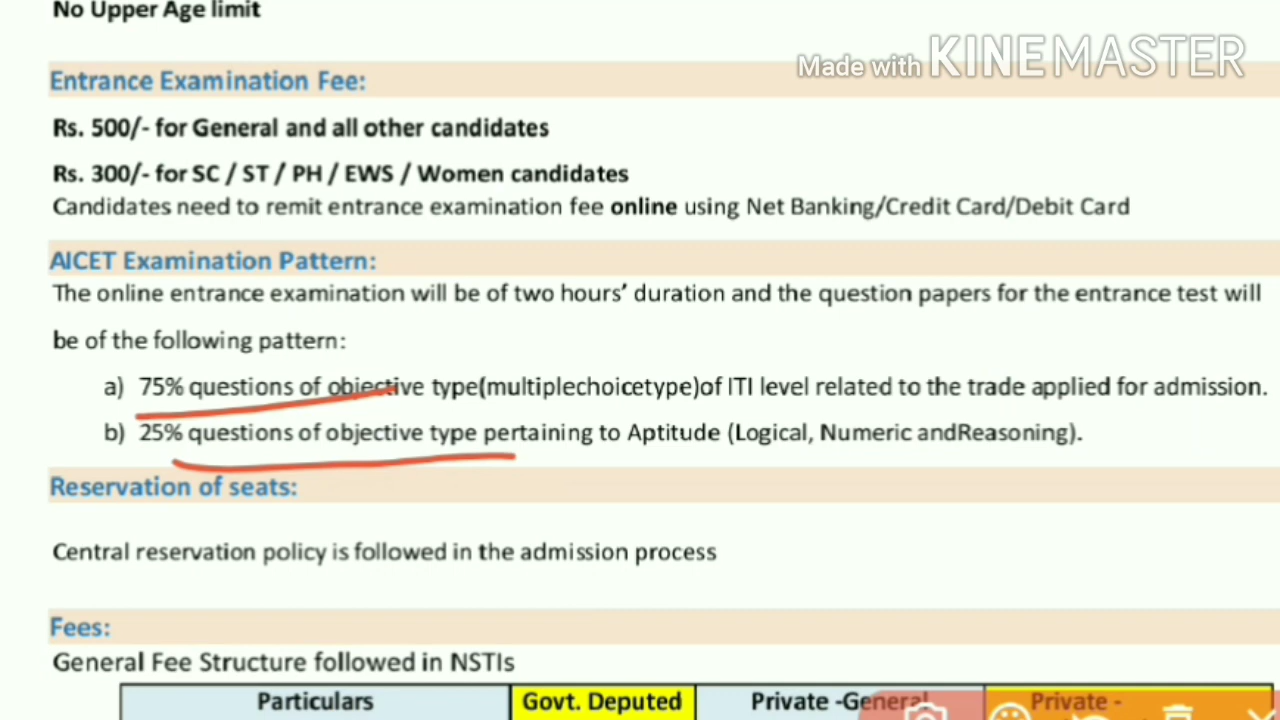 No Upper Age limit
Made with KINEMASTER
Entrance Examination Fee:
Rs. 500/- for General and all other candidates
Rs. 300/- for SC / ST / PH / EWS / Women candidates
Candidates need to remit entrance examination fee online using Net Banking/Credit Card/Debit Card
AICET Examination Pattern:
The online entrance examination will be of two hours’ duration and the question papers for the entrance test will
be of the following pattern:
a) 75% questions of objective type(multiplechoicetype)of ITI level related to the trade applied for admission.
b) 25% questions of objective type pertaining to Aptitude (Logical, Numeric andReasoning).
Reservation of seats:
Central reservation policy is followed in the admission process
Fees:
General Fee Structure followed in NSTIs
Particulars Govt. Deputed Private -General Private -